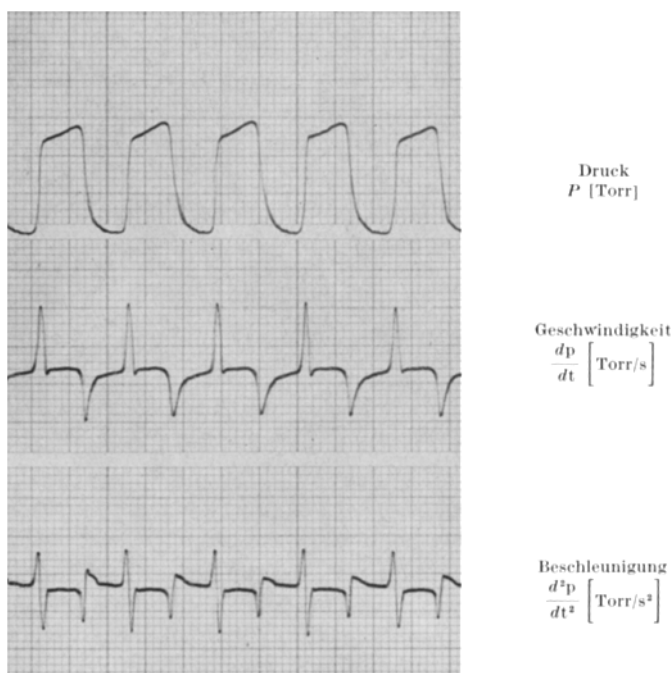 Druck
P [Torr]
Geschwindigkeit
dp/dt [Torr/s]
Beschleunigung
d²p/dt² [Torr/s²]